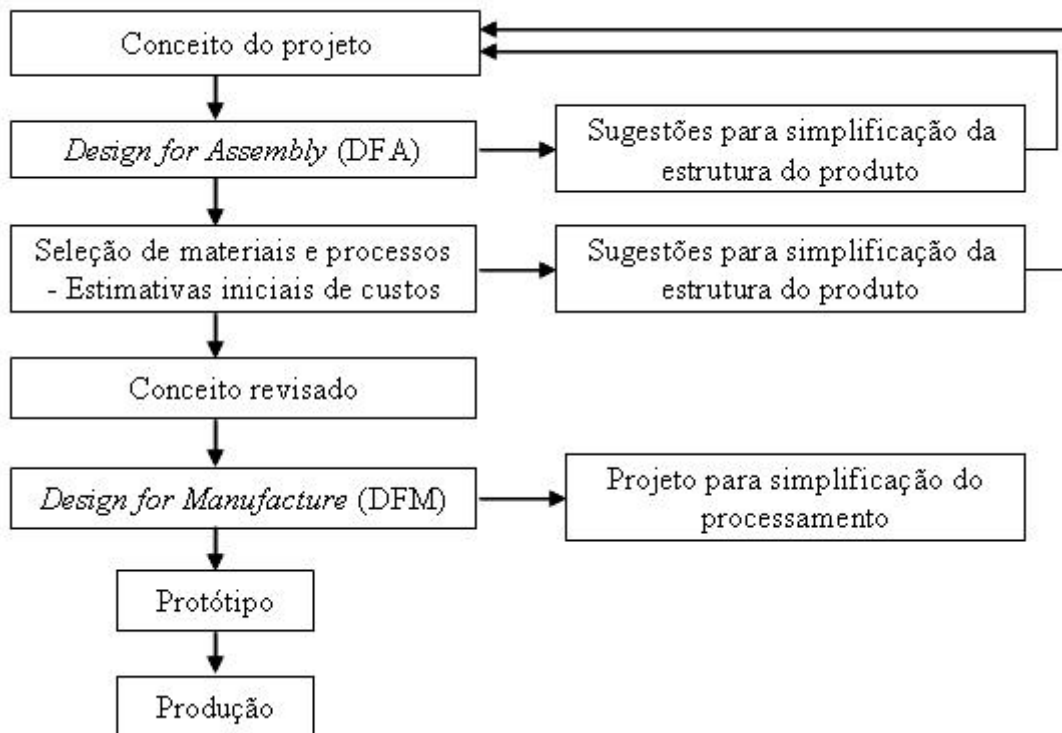 Conceito do projeto
Design for Assembly (DFA)
Sugestões para simplificação da
estrutura do produto
Seleção de materiais e processos
- Estimativas iniciais de custos
Sugestões para simplificação da
estrutura do produto
Conceito revisado
Design for Manufacture (DFM)
Projeto para simplificação do
processamento
Protótipo
Produção